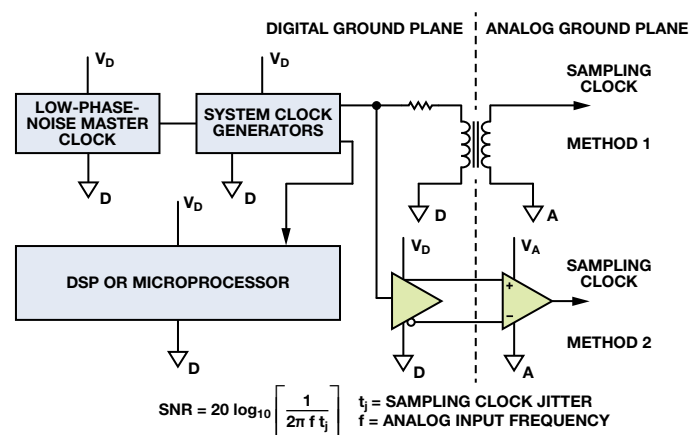 DIGITAL GROUND PLANE
ANALOG GROUND PLANE
V_D
V_D
SAMPLING
CLOCK
LOW-PHASE-
NOISE MASTER
CLOCK
SYSTEM CLOCK
GENERATORS
METHOD 1
D
D
D
A
V_D
V_D
V_A
DSP OR MICROPROCESSOR
SAMPLING
CLOCK
+
−
METHOD 2
D
D
A
SNR = 20 log₁₀ [1 / 2π f t_j]
t_j = SAMPLING CLOCK JITTER
f = ANALOG INPUT FREQUENCY